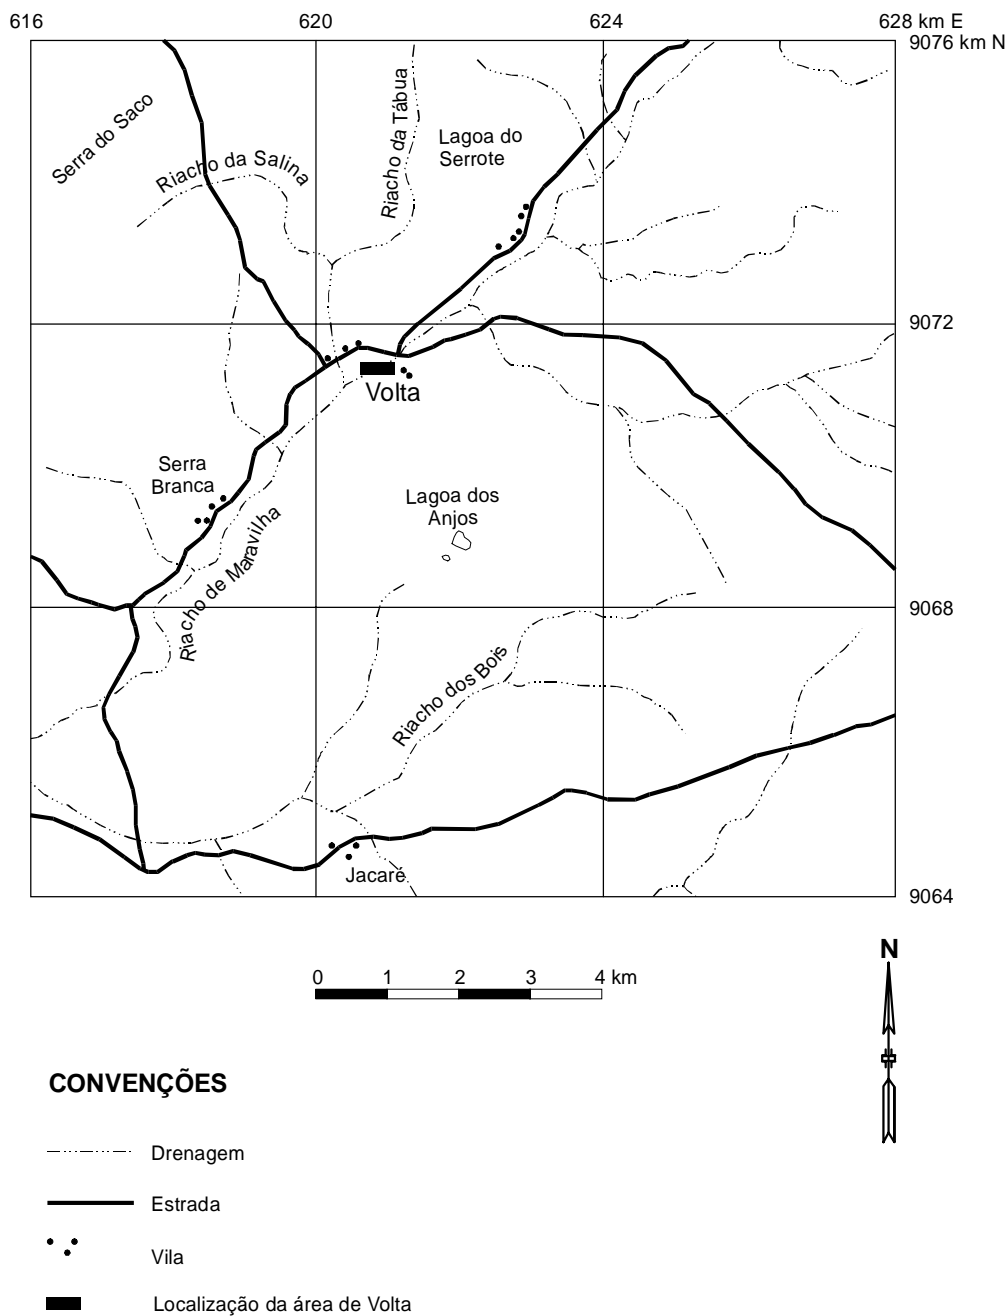 616
620
624
628 km E
9076 km N
Serra do Saco
Riacho da Salina
Riacho da Tábua
Lagoa do
Serrote
9072
Volta
Serra
Branca
Lagoa dos
Anjos
Riacho de Maravilha
9068
Riacho dos Bois
Jacaré
9064
N
0 1 2 3 4 km
CONVENÇÕES
Drenagem
Estrada
Vila
Localização da área de Volta